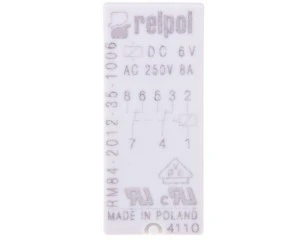 relpol
DC 6V
AC 250V 8A
8 6 5 3 2
7 4 1
RM84-2012-35-1006
MADE IN POLAND
4110